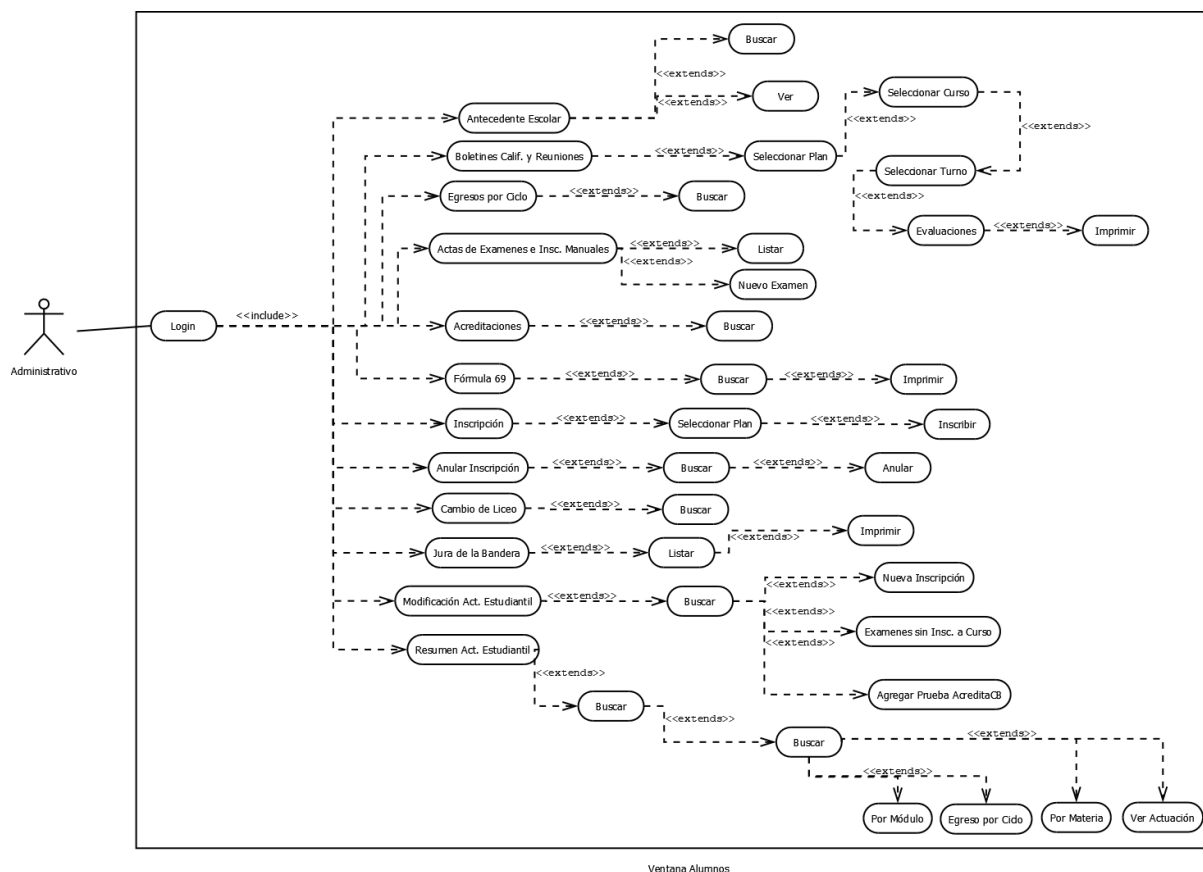 Buscar
<<extends>>
Ver
<<extends>>
Antecedente Escolar
Seleccionar Curso
<<extends>>
<<extends>>
Boletines Calif. y Reuniones
<<extends>>
Seleccionar Plan
Seleccionar Turno
<<extends>>
Egresos por Ciclo
<<extends>>
Buscar
Evaluaciones
<<extends>>
Imprimir
Actas de Examenes e Insc. Manuales
<<extends>>
Listar
<<extends>>
Nuevo Examen
Administrativo
Login
<<include>>
Acreditaciones
<<extends>>
Buscar
Fórmula 69
<<extends>>
Buscar
<<extends>>
Imprimir
Inscripción
<<extends>>
Seleccionar Plan
<<extends>>
Inscribir
Anular Inscripción
<<extends>>
Buscar
<<extends>>
Anular
Cambio de Liceo
<<extends>>
Buscar
Jura de la Bandera
<<extends>>
Listar
<<extends>>
Imprimir
Modificación Act. Estudiantil
<<extends>>
Buscar
<<extends>>
Nueva Inscripción
<<extends>>
Examenes sin Insc. a Curso
<<extends>>
Agregar Prueba AcreditaCB
Resumen Act. Estudiantil
<<extends>>
Buscar
<<extends>>
Buscar
<<extends>>
<<extends>>
Por Módulo
Egreso por Ciclo
Por Materia
Ver Actuación
Ventana Alumnos